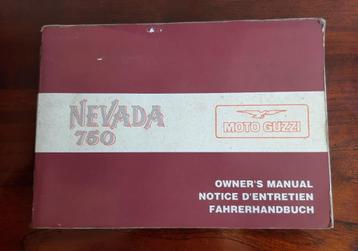 NEVADA
750
MOTO GUZZI
OWNER'S MANUAL
NOTICE D'ENTRETIEN
FAHRERHANDBUCH